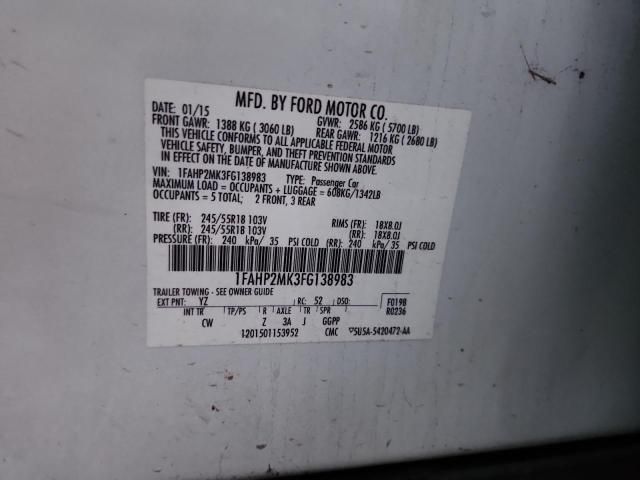 MFD. BY FORD MOTOR CO.
DATE: 01/15 GVWR: 2586 KG (5700 LB)
FRONT GAWR: 1388 KG (3060 LB) REAR GAWR: 1216 KG (2680 LB)
THIS VEHICLE CONFORMS TO ALL APPLICABLE FEDERAL MOTOR
VEHICLE SAFETY, BUMPER, AND THEFT PREVENTION STANDARDS
IN EFFECT ON THE DATE OF MANUFACTURE SHOWN ABOVE.
VIN: 1FAHP2MK3FG138983 TYPE: Passenger Car
MAXIMUM LOAD = OCCUPANTS + LUGGAGE = 608KG/1342LB
OCCUPANTS = 5 TOTAL; 2 FRONT, 3 REAR
TIRE (FR): 245/55R18 103V RIMS (FR): 18X8.0J
(RR): 245/55R18 103V (RR): 18X8.0J
PRESSURE (FR): 240 kPa/ 35 PSI COLD (RR): 240 kPa/ 35 PSI COLD
1FAHP2MK3FG138983
TRAILER TOWING - SEE OWNER GUIDE
EXT PNT: YZ RC: 52 DSO: F0198
INT TR TP/PS R AXLE TR SPR R0236
CW Z 3A J GGPP
1201501153952 CMC ▽5U5A-5420472-AA